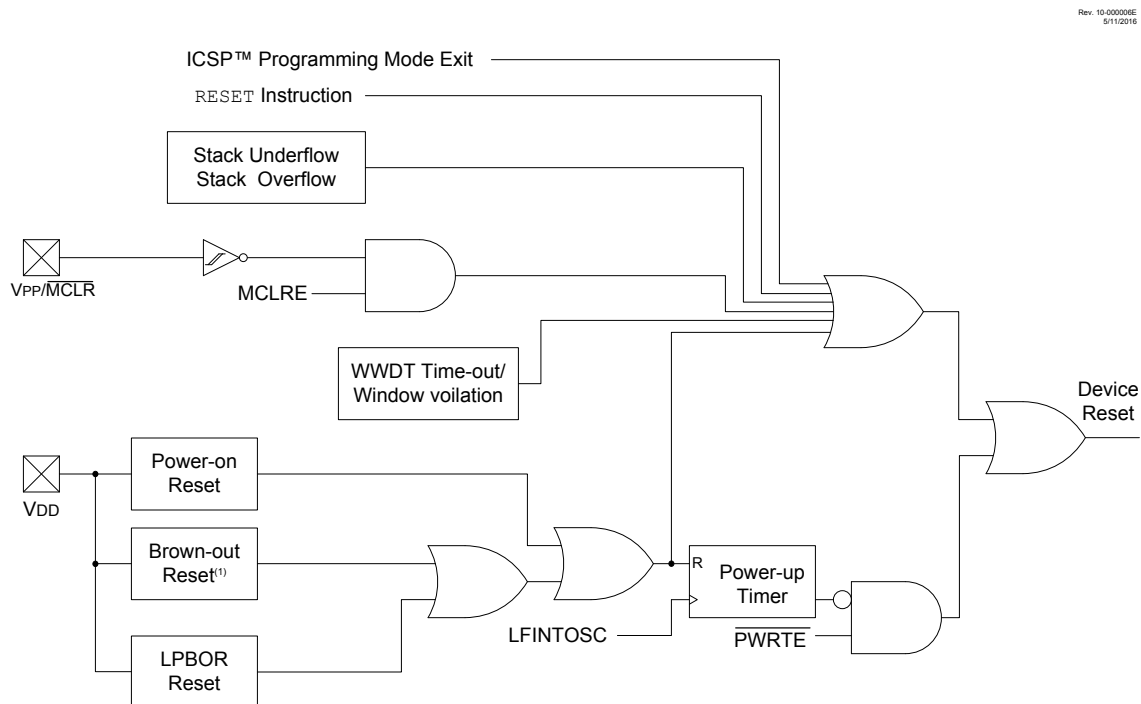 Rev. 10-000006E
5/11/2016
ICSP™ Programming Mode Exit
RESET Instruction
Stack Underflow
Stack Overflow
VPP/MCLR
MCLRE
WWDT Time-out/
Window voilation
Device
Reset
VDD
Power-on
Reset
Brown-out
Reset(1)
LPBOR
Reset
R
Power-up
Timer
LFINTOSC
PWRTE